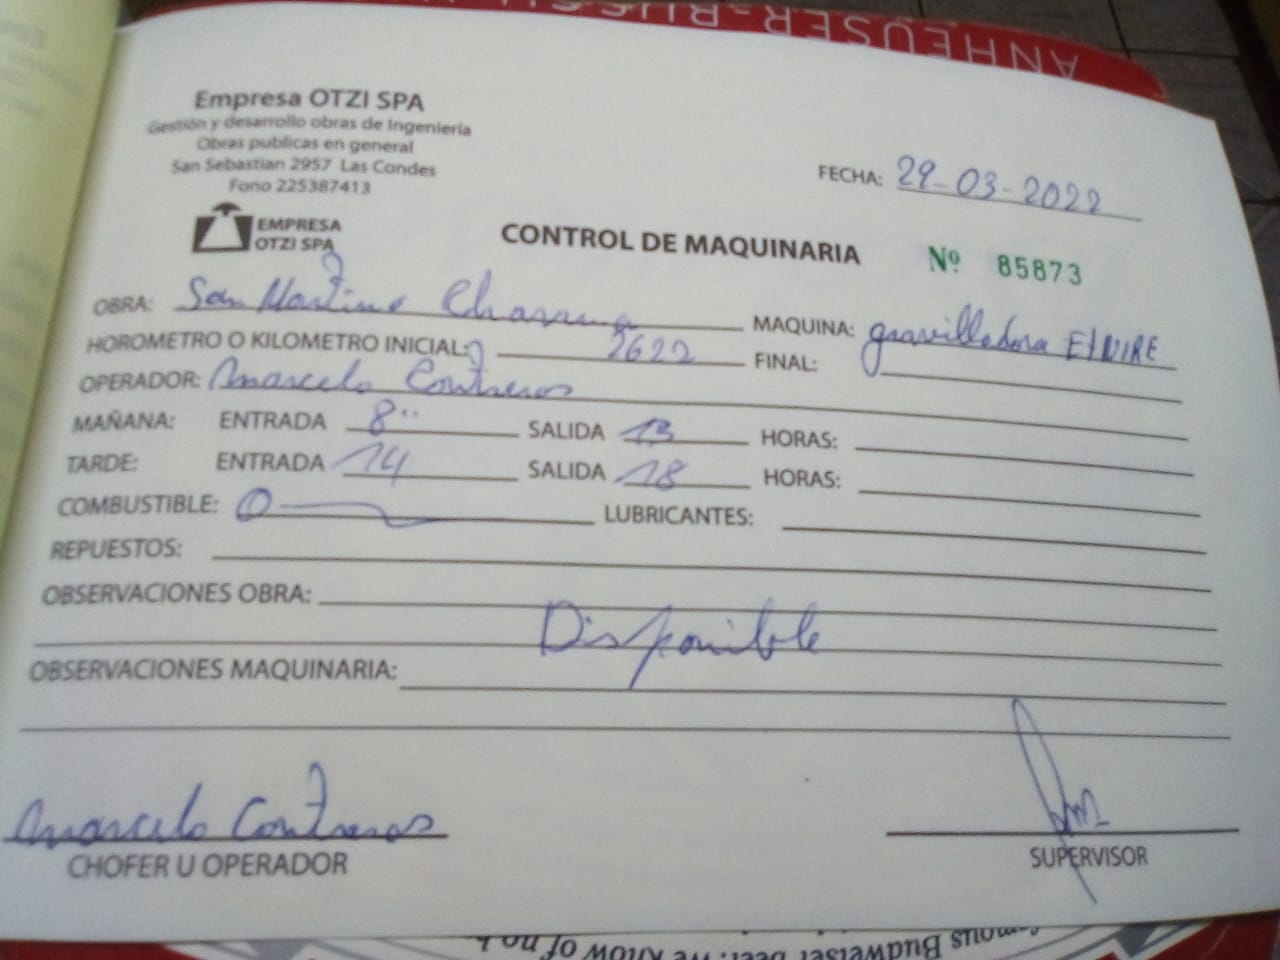 ANHEUSER-BUSCH
Empresa OTZI SPA
Gestión y desarrollo obras de Ingeniería
Obras publicas en general
San Sebastian 2957 Las Condes
Fono 225387413
EMPRESA
OTZI SPA
FECHA: 29-03-2022
CONTROL DE MAQUINARIA Nº 85873
OBRA: San Martino MAQUINA: gravilladora
HOROMETRO O KILOMETRO INICIAL: 2622 FINAL:
OPERADOR: Marcelo Contreras
MAÑANA: ENTRADA 8°° SALIDA 13 HORAS:
TARDE: ENTRADA 14 SALIDA 18 HORAS:
COMBUSTIBLE: 0 LUBRICANTES:
REPUESTOS:
OBSERVACIONES OBRA:
Disponible
OBSERVACIONES MAQUINARIA:
Marcelo Contreras
CHOFER U OPERADOR SUPERVISOR
Budweiser beer. We know of no